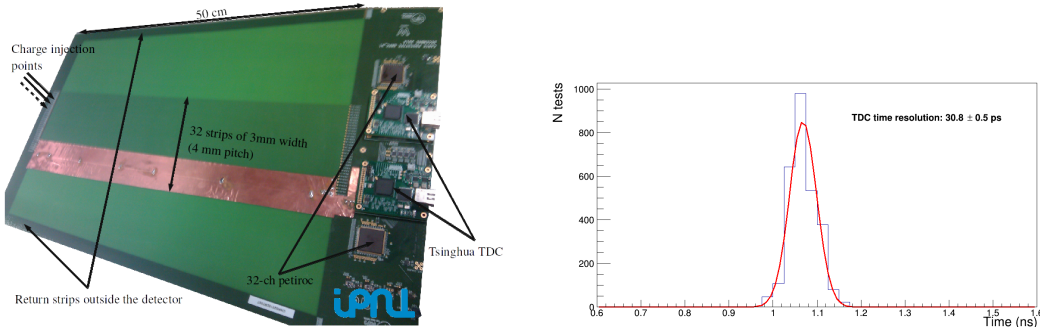 50 cm
Charge injection
points
32 strips of 3mm width
(4 mm pitch)
Tsinghua TDC
32-ch petiroc
Return strips outside the detector
ipnl
N tests
1000
800
600
400
200
0
TDC time resolution: 30.8 ± 0.5 ps
0.6 0.7 0.8 0.9 1 1.1 1.2 1.3 1.4 1.5 1.6
Time (ns)